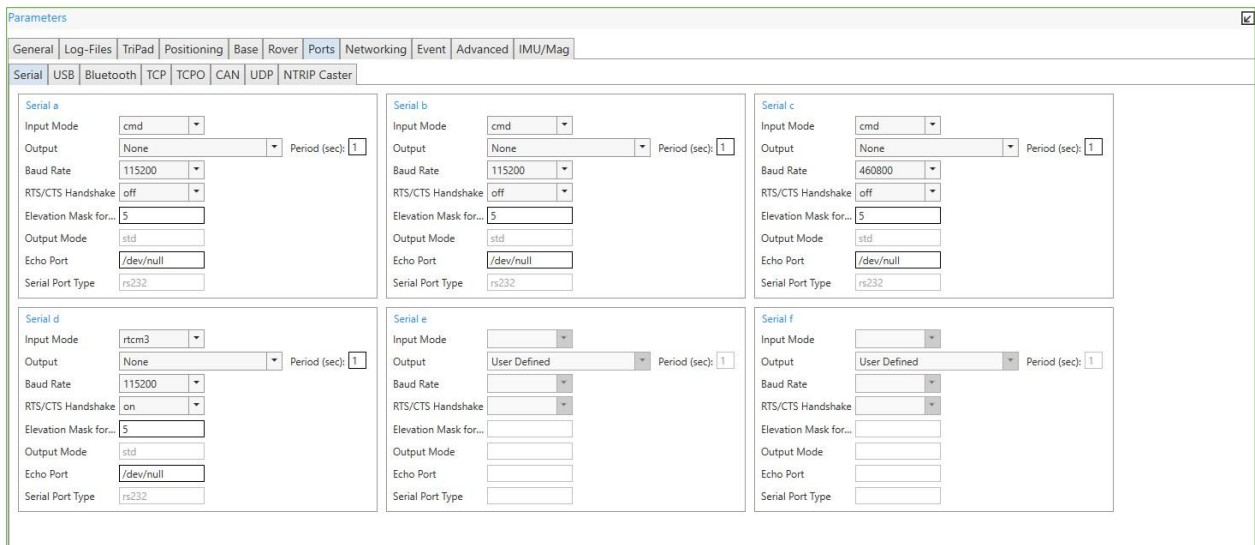 Parameters
General Log-Files TriPad Positioning Base Rover Ports Networking Event Advanced IMU/Mag
Serial USB Bluetooth TCP TCPO CAN UDP NTRIP Caster
Serial a
Input Mode cmd
Output None Period (sec): 1
Baud Rate 115200
RTS/CTS Handshake off
Elevation Mask for... 5
Output Mode std
Echo Port /dev/null
Serial Port Type rs232
Serial b
Input Mode cmd
Output None Period (sec): 1
Baud Rate 115200
RTS/CTS Handshake off
Elevation Mask for... 5
Output Mode std
Echo Port /dev/null
Serial Port Type rs232
Serial c
Input Mode cmd
Output None Period (sec): 1
Baud Rate 460800
RTS/CTS Handshake off
Elevation Mask for... 5
Output Mode std
Echo Port /dev/null
Serial Port Type rs232
Serial d
Input Mode rtcm3
Output None Period (sec): 1
Baud Rate 115200
RTS/CTS Handshake on
Elevation Mask for... 5
Output Mode std
Echo Port /dev/null
Serial Port Type rs232
Serial e
Input Mode
Output User Defined Period (sec): 1
Baud Rate
RTS/CTS Handshake
Elevation Mask for...
Output Mode
Echo Port
Serial Port Type
Serial f
Input Mode
Output User Defined Period (sec): 1
Baud Rate
RTS/CTS Handshake
Elevation Mask for...
Output Mode
Echo Port
Serial Port Type